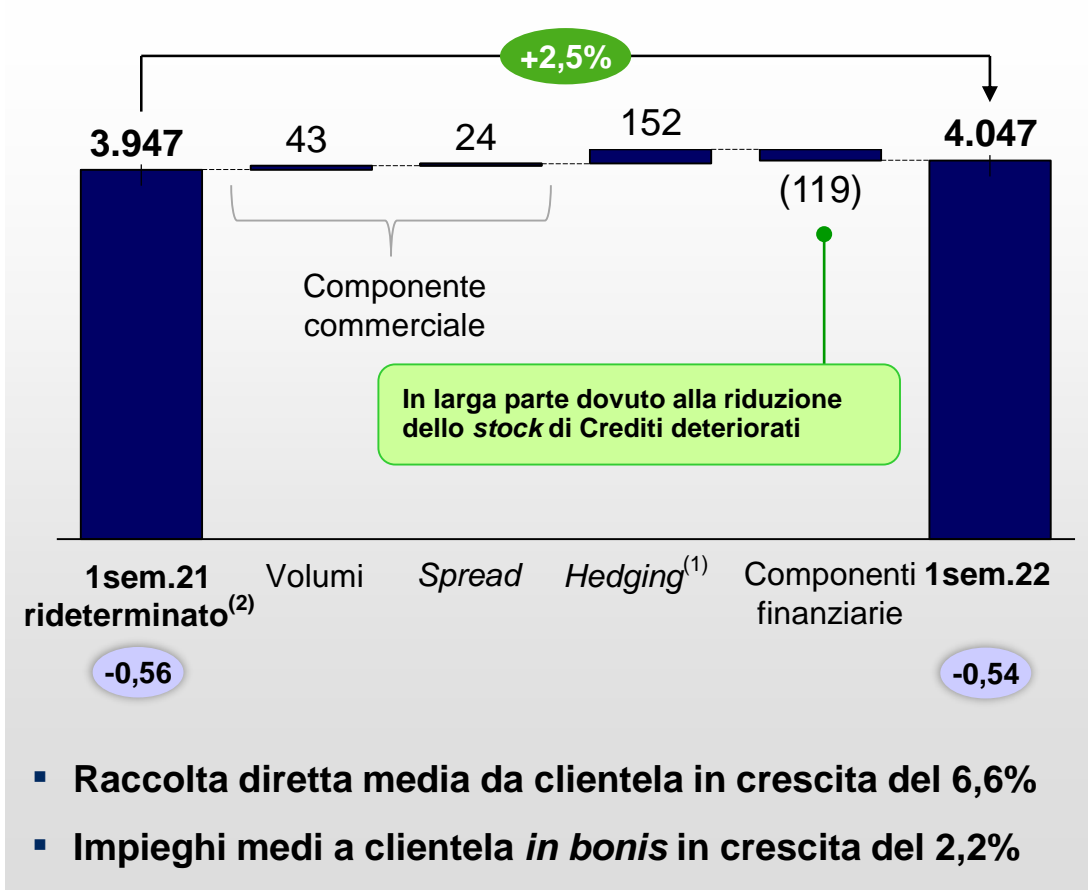 +2,5%
3.947
43
24
152
4.047
(119)
Componente
commerciale
In larga parte dovuto alla riduzione
dello stock di Crediti deteriorati
1sem.21
rideterminato(2)
Volumi
Spread
Hedging(1)
Componenti
finanziarie
1sem.22
-0,56
-0,54
▪ Raccolta diretta media da clientela in crescita del 6,6%
▪ Impieghi medi a clientela in bonis in crescita del 2,2%